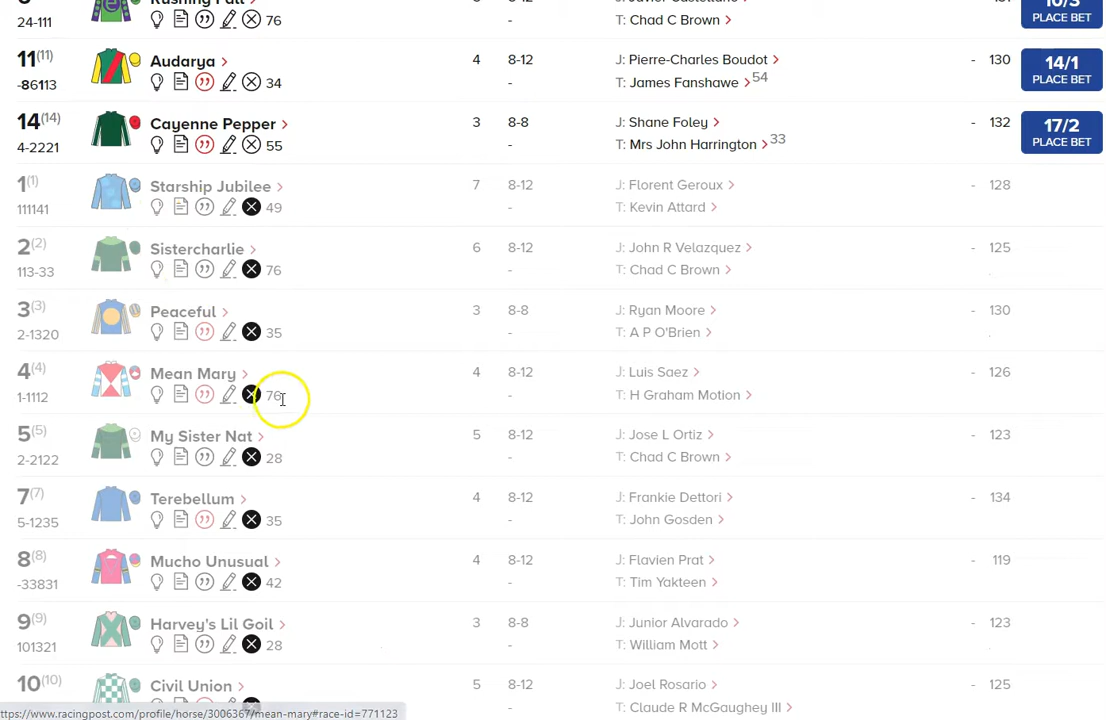 24-111 76 T: Chad C Brown 10/3
PLACE BET
11(11) Audarya 4 8-12 J: Pierre-Charles Boudot - 130 14/1
-86113 34 - T: James Fanshawe 54 PLACE BET
14(14) Cayenne Pepper 3 8-8 J: Shane Foley - 132 17/2
4-2221 55 - T: Mrs John Harrington 33 PLACE BET
1(1) Starship Jubilee 7 8-12 J: Florent Geroux - 128
111141 49 - T: Kevin Attard
2(2) Sistercharlie 6 8-12 J: John R Velazquez - 125
113-33 76 - T: Chad C Brown
3(3) Peaceful 3 8-8 J: Ryan Moore - 130
2-1320 35 - T: A P O'Brien
4(4) Mean Mary 4 8-12 J: Luis Saez - 126
1-1112 76 - T: H Graham Motion
5(5) My Sister Nat 5 8-12 J: Jose L Ortiz - 123
2-2122 28 - T: Chad C Brown
7(7) Terebellum 4 8-12 J: Frankie Dettori - 134
5-1235 35 - T: John Gosden
8(8) Mucho Unusual 4 8-12 J: Flavien Prat - 119
-33831 42 - T: Tim Yakteen
9(9) Harvey's Lil Goil 3 8-8 J: Junior Alvarado - 123
101321 28 - T: William Mott
10(10) Civil Union 5 8-12 J: Joel Rosario - 125
T: Claude R McGaughey III
ttps://www.racingpost.com/profile/horse/3006367/mean-mary#race-id=771123